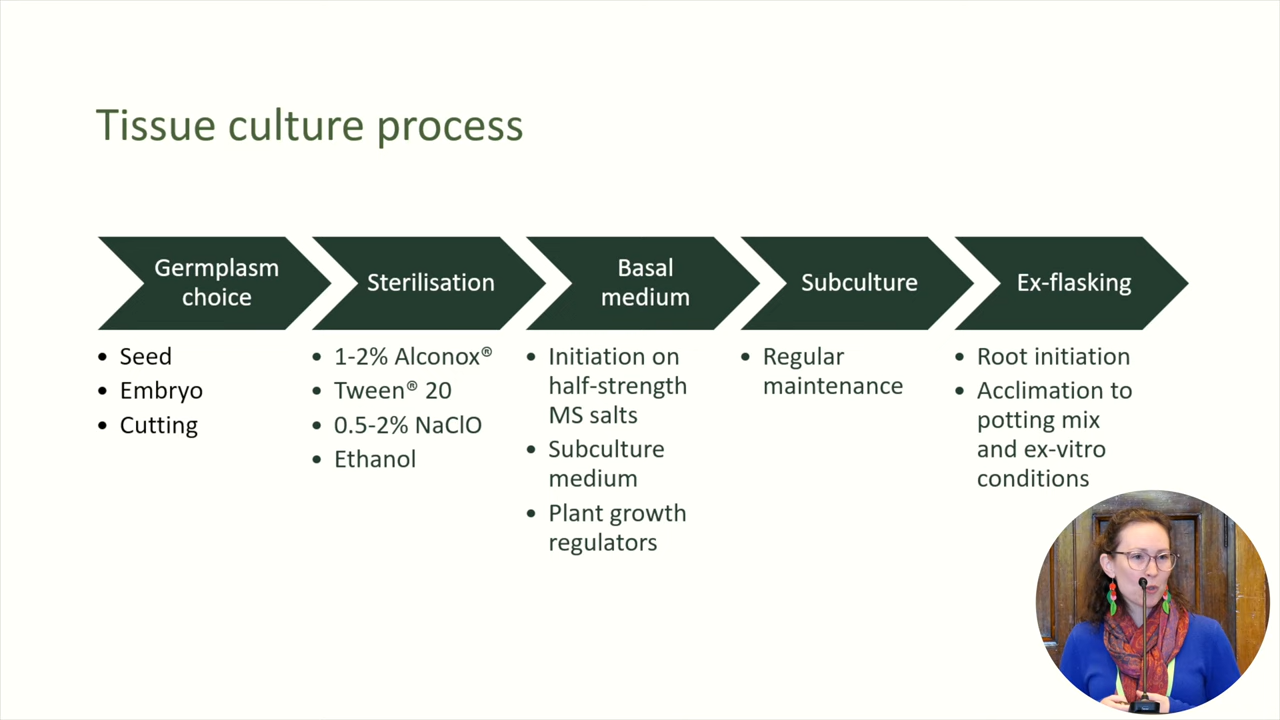 Tissue culture process
Germplasm
choice
Sterilisation
Basal
medium
Subculture
Ex-flasking
• Seed
• Embryo
• Cutting
• 1-2% Alconox®
• Tween® 20
• 0.5-2% NaClO
• Ethanol
• Initiation on
half-strength
MS salts
• Subculture
medium
• Plant growth
regulators
• Regular
maintenance
• Root initiation
• Acclimation to
potting mix
and ex-vitro
conditions